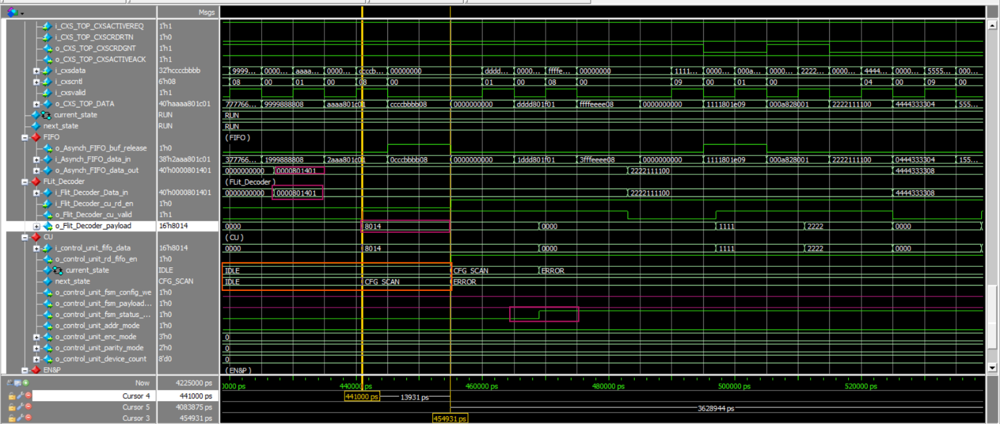 Msgs
i_CXS_TOP_CXSACTIVEREQ 1'h1
i_CXS_TOP_CXSCRDRTN 1'h0
o_CXS_TOP_CXSCRDGNT 1'h1
o_CXS_TOP_CXSACTIVEACK 1'h1
i_cxsdata 32'hccccbbbb 9999... 0000... aaaa... 0000... ccccb... 00000000 dddd... 0000... ffffe... 00000000 1111... 0000... 000a... 0000... 2222... 0000... 4444... 0000... 5555... 000...
i_cxscntl 6'h08 08 00 01 00 08 00 01 00 08 00 09 00 01 00 04 00 09 00
i_cxsvalid 1'h1
o_CXS_TOP_DATA 40'haaaa801c01 777766... 9999888808 aaaa801c01 ccccbbbb08 0000000000 dddd801f01 ffffeeee08 0000000000 1111801e09 000a828001 2222111100 4444333304 555...
current_state RUN RUN
next_state RUN RUN
FIFO (FIFO )
o_Asynch_FIFO_buf_release 1'h0
i_Asynch_FIFO_data_in 38'h2aaa801c01 377766... 1999888808 2aaa801c01 0cccbbbb08 0000000000 1ddd801f01 3fffeeee08 0000000000 1111801e09 000a828001 2222111100 0444333304 155...
o_Asynch_FIFO_data_out 40'h0000801401 0000000000 0000801401 2222111100 4444333308
FLit_Decoder (FLit_Decoder )
i_Flit_Decoder_Data_in 40'h0000801401 0000000000 0000801401 2222111100 4444333308
i_Flit_Decoder_cu_rd_en 1'h0
o_Flit_Decoder_cu_valid 1'h1
o_Flit_Decoder_payload 16'h8014 0000 8014 0000 1111 2222 0000
CU (CU )
i_control_unit_fifo_data 16'h8014 0000 8014 0000 1111 2222 0000
o_control_unit_rd_fifo_en 1'h0
current_state IDLE IDLE CFG_SCAN ERROR
next_state CFG_SCAN IDLE CFG_SCAN ERROR
o_control_unit_fsm_config_we 1'h0
o_control_unit_fsm_payload... 1'h0
o_control_unit_fsm_status_... 1'h0
o_control_unit_addr_mode 1'h0
o_control_unit_enc_mode 3'h0 0
o_control_unit_parity_mode 2'h0 0
o_control_unit_device_count 8'd0 0
EN&P (EN&P )
Now 4225000 ps 0000 ps 440000 ps 460000 ps 480000 ps 500000 ps 520000 ps
Cursor 4 441000 ps 441000 ps 13931 ps
Cursor 5 4083875 ps 3628944 ps
Cursor 3 454931 ps 454931 ps